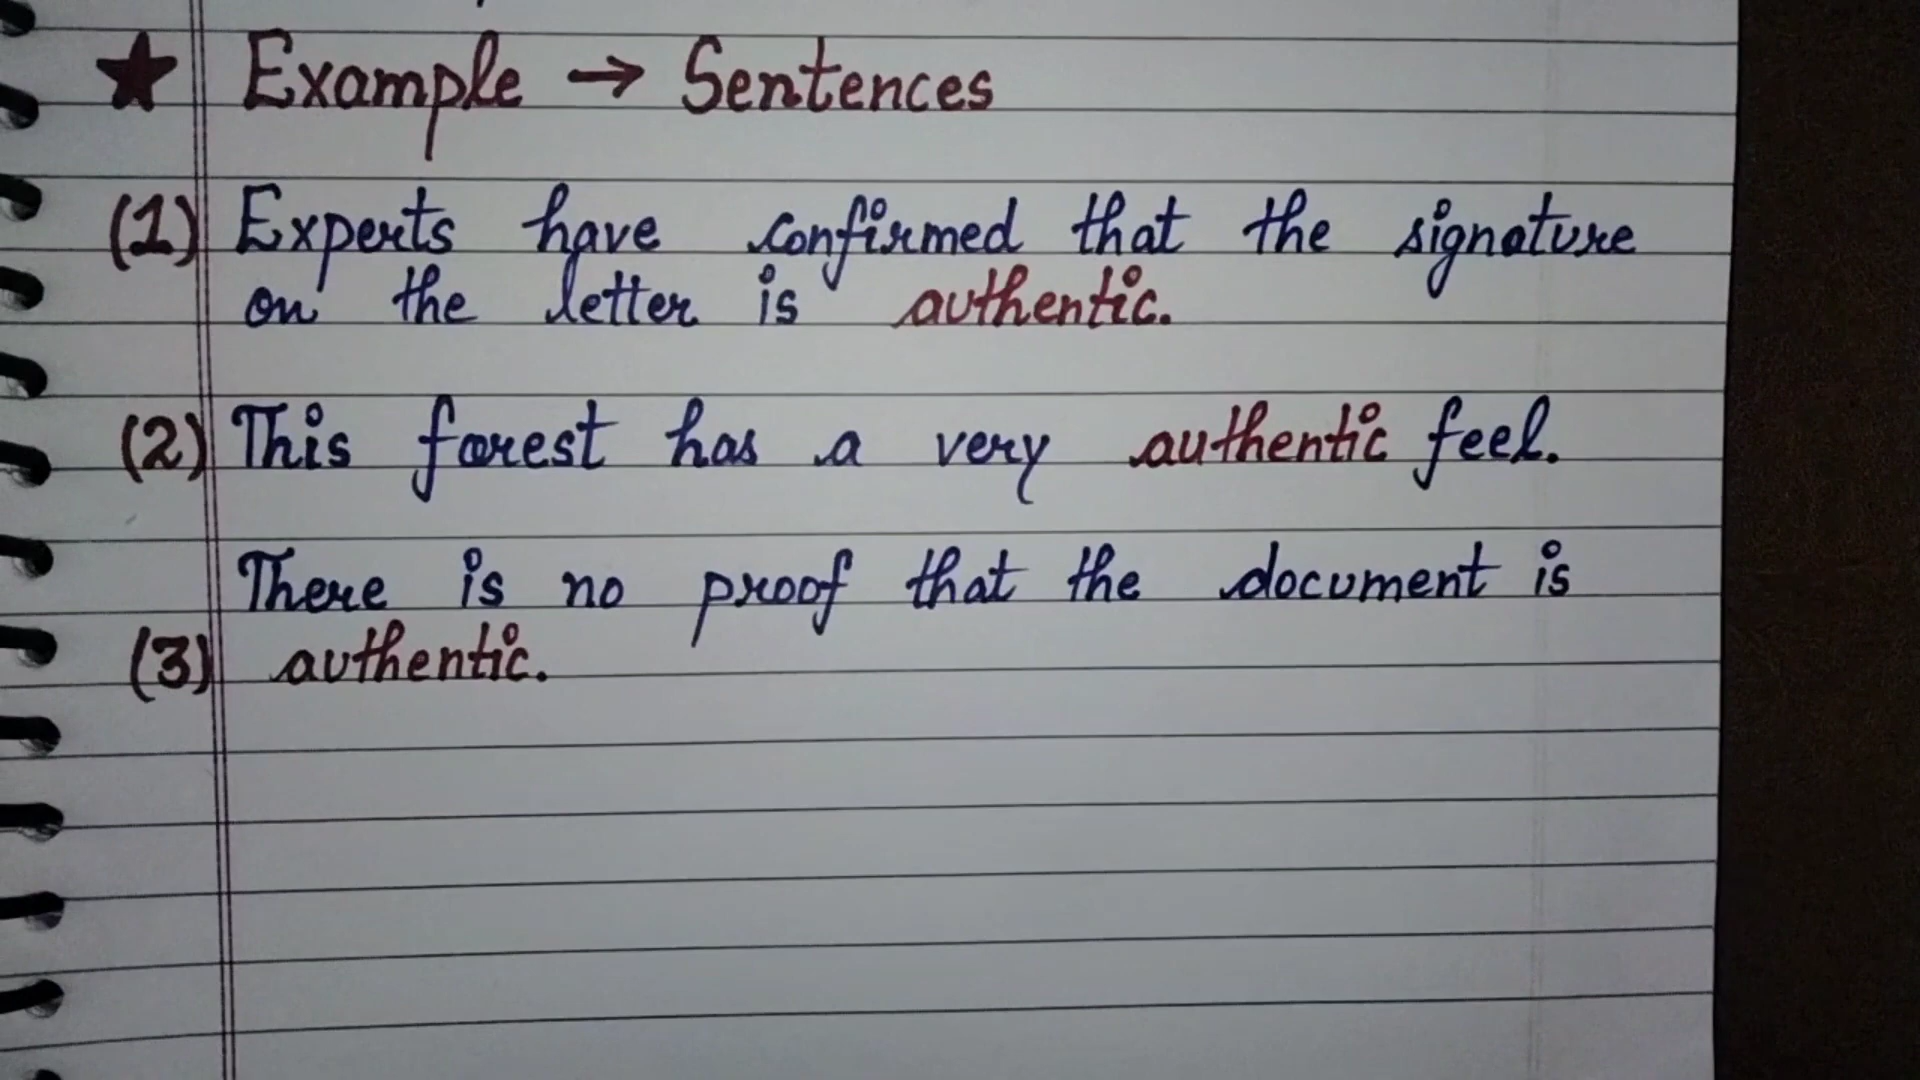 ★ Example → Sentences
(1) Experts have confirmed that the signature
on the letter is authentic.
(2) This forest has a very authentic feel.
There is no proof that the document is
(3) authentic.